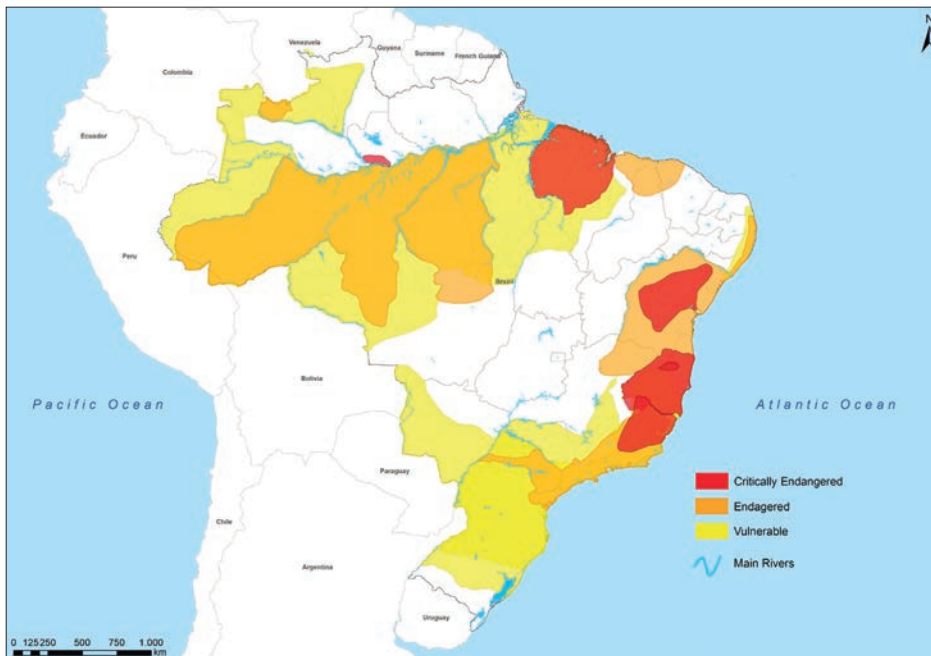 N
Venezuela
Guyana
Suriname
French Guiana
Colombia
Ecuador
Peru
Brazil
Bolivia
Pacific Ocean
Atlantic Ocean
Paraguay
Critically Endangered
Endagered
Vulnerable
Main Rivers
Chile
Argentina
Uruguay
0 125 250 500 750 1.000
km